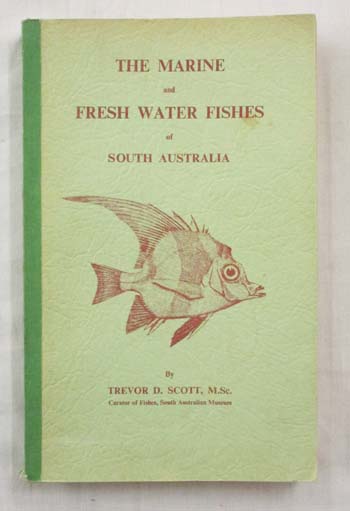 THE MARINE
and
FRESH WATER FISHES
of
SOUTH AUSTRALIA
By
TREVOR D. SCOTT, M.Sc.
Curator of Fishes, South Australian Museum